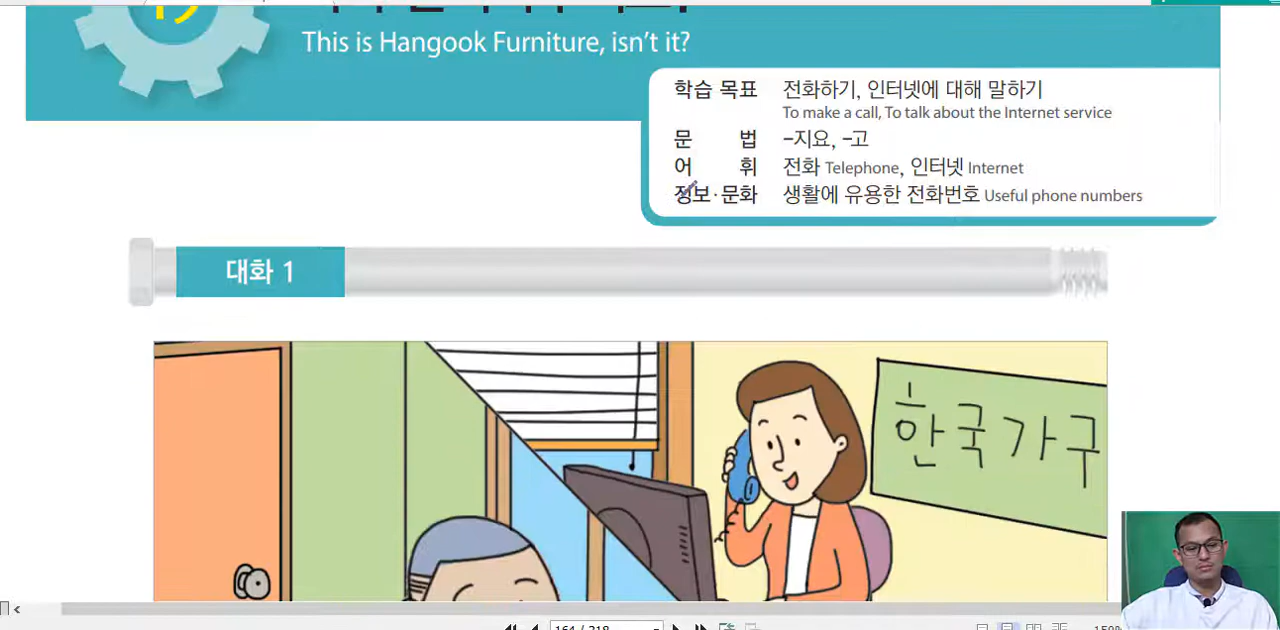 This is Hangook Furniture, isn't it?
학습 목표 전화하기, 인터넷에 대해 말하기
To make a call, To talk about the Internet service
문 법 -지요, -고
어 휘 전화 Telephone, 인터넷 Internet
정보·문화 생활에 유용한 전화번호 Useful phone numbers
대화 1
한국가구
164 / 318
150%